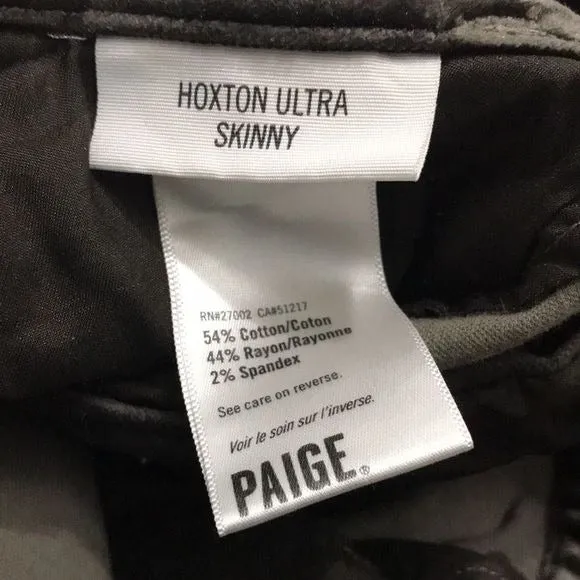 HOXTON ULTRA
SKINNY
RN#27002 CA#51217
54% Cotton/Coton
44% Rayon/Rayonne
2% Spandex
See care on reverse.
Voir le soin sur l'inverse.
PAIGE®